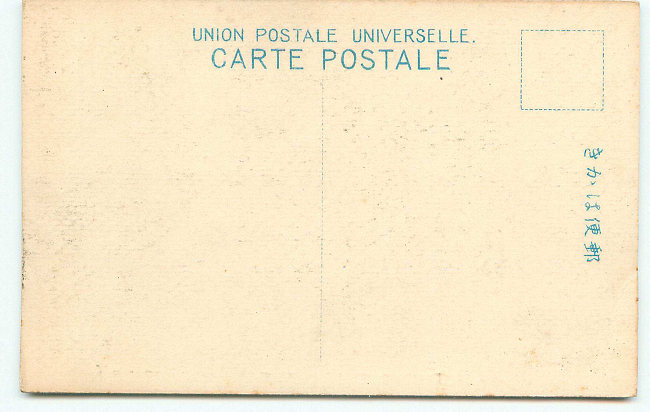 UNION POSTALE UNIVERSELLE.
CARTE POSTALE
きかは便郵